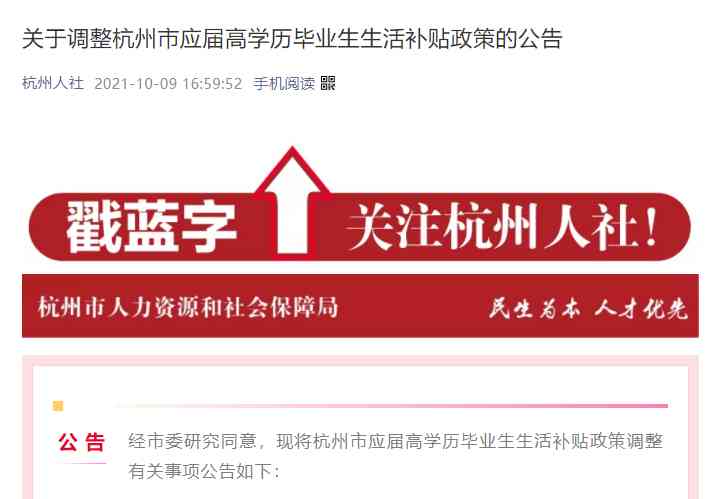 关于调整杭州市应届高学历毕业生生活补贴政策的公告
杭州人社 2021-10-09 16:59:52 手机阅读
戳蓝字 关注杭州人社!
杭州市人力资源和社会保障局 民生为本 人才优先
公告 经市委研究同意，现将杭州市应届高学历毕业生生活补贴政策调整
有关事项公告如下：